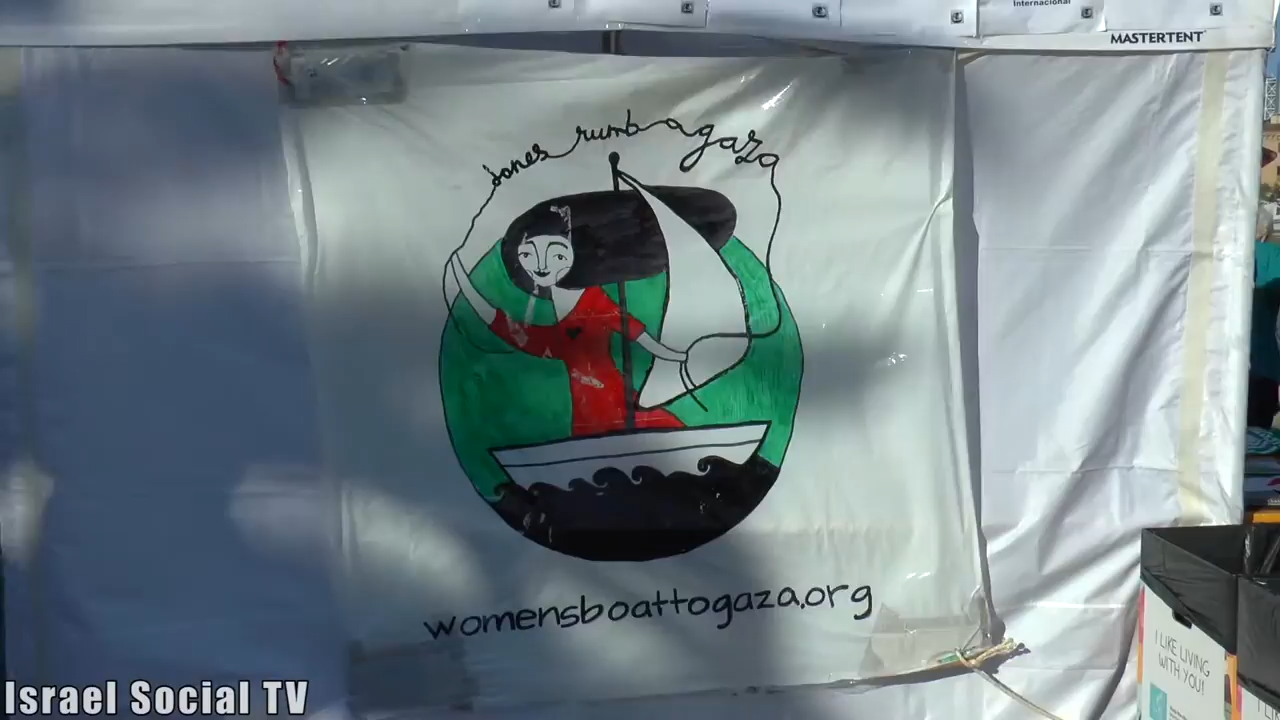 Internacional
MASTERTENT
dones rumb a gaza
womensboattogaza.org
I LIKE LIVING
WITH YOU!
Israel Social TV